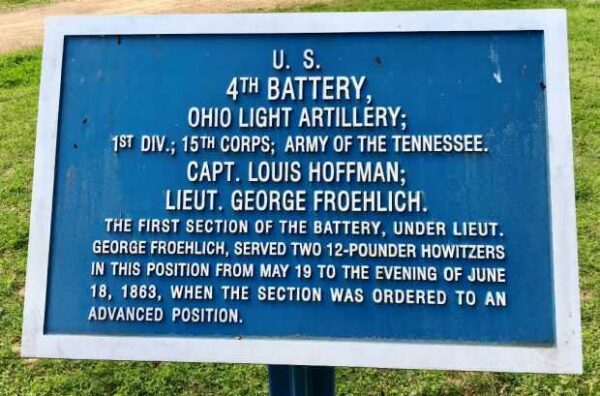 U. S.
4TH BATTERY,
OHIO LIGHT ARTILLERY;
1ST DIV.; 15TH CORPS; ARMY OF THE TENNESSEE.
CAPT. LOUIS HOFFMAN;
LIEUT. GEORGE FROEHLICH.
THE FIRST SECTION OF THE BATTERY, UNDER LIEUT.
GEORGE FROEHLICH, SERVED TWO 12-POUNDER HOWITZERS
IN THIS POSITION FROM MAY 19 TO THE EVENING OF JUNE
18, 1863, WHEN THE SECTION WAS ORDERED TO AN
ADVANCED POSITION.